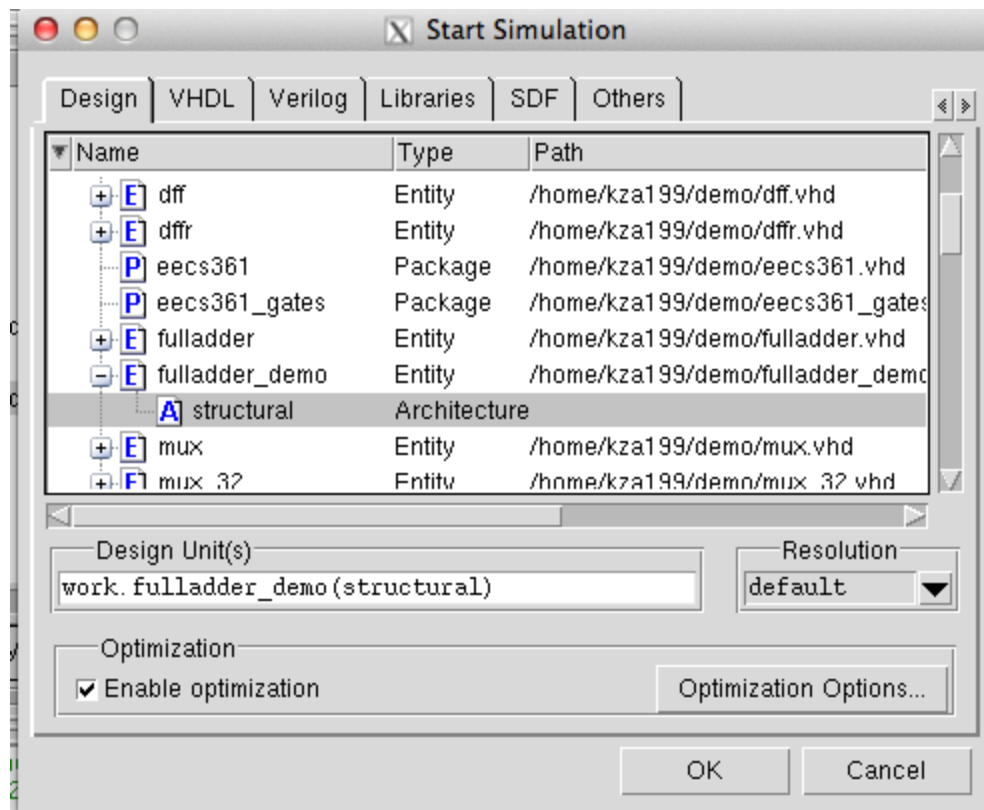 Start Simulation
Design VHDL Verilog Libraries SDF Others
Name Type Path
E dff Entity /home/kza199/demo/dff.vhd
E dffr Entity /home/kza199/demo/dffr.vhd
P eecs361 Package /home/kza199/demo/eecs361.vhd
P eecs361_gates Package /home/kza199/demo/eecs361_gates
E fulladder Entity /home/kza199/demo/fulladder.vhd
E fulladder_demo Entity /home/kza199/demo/fulladder_demo
A structural Architecture
E mux Entity /home/kza199/demo/mux.vhd
E mux_32 Entity /home/kza199/demo/mux_32.vhd
Design Unit(s) Resolution
work.fulladder_demo(structural) default
Optimization
Enable optimization Optimization Options...
OK Cancel